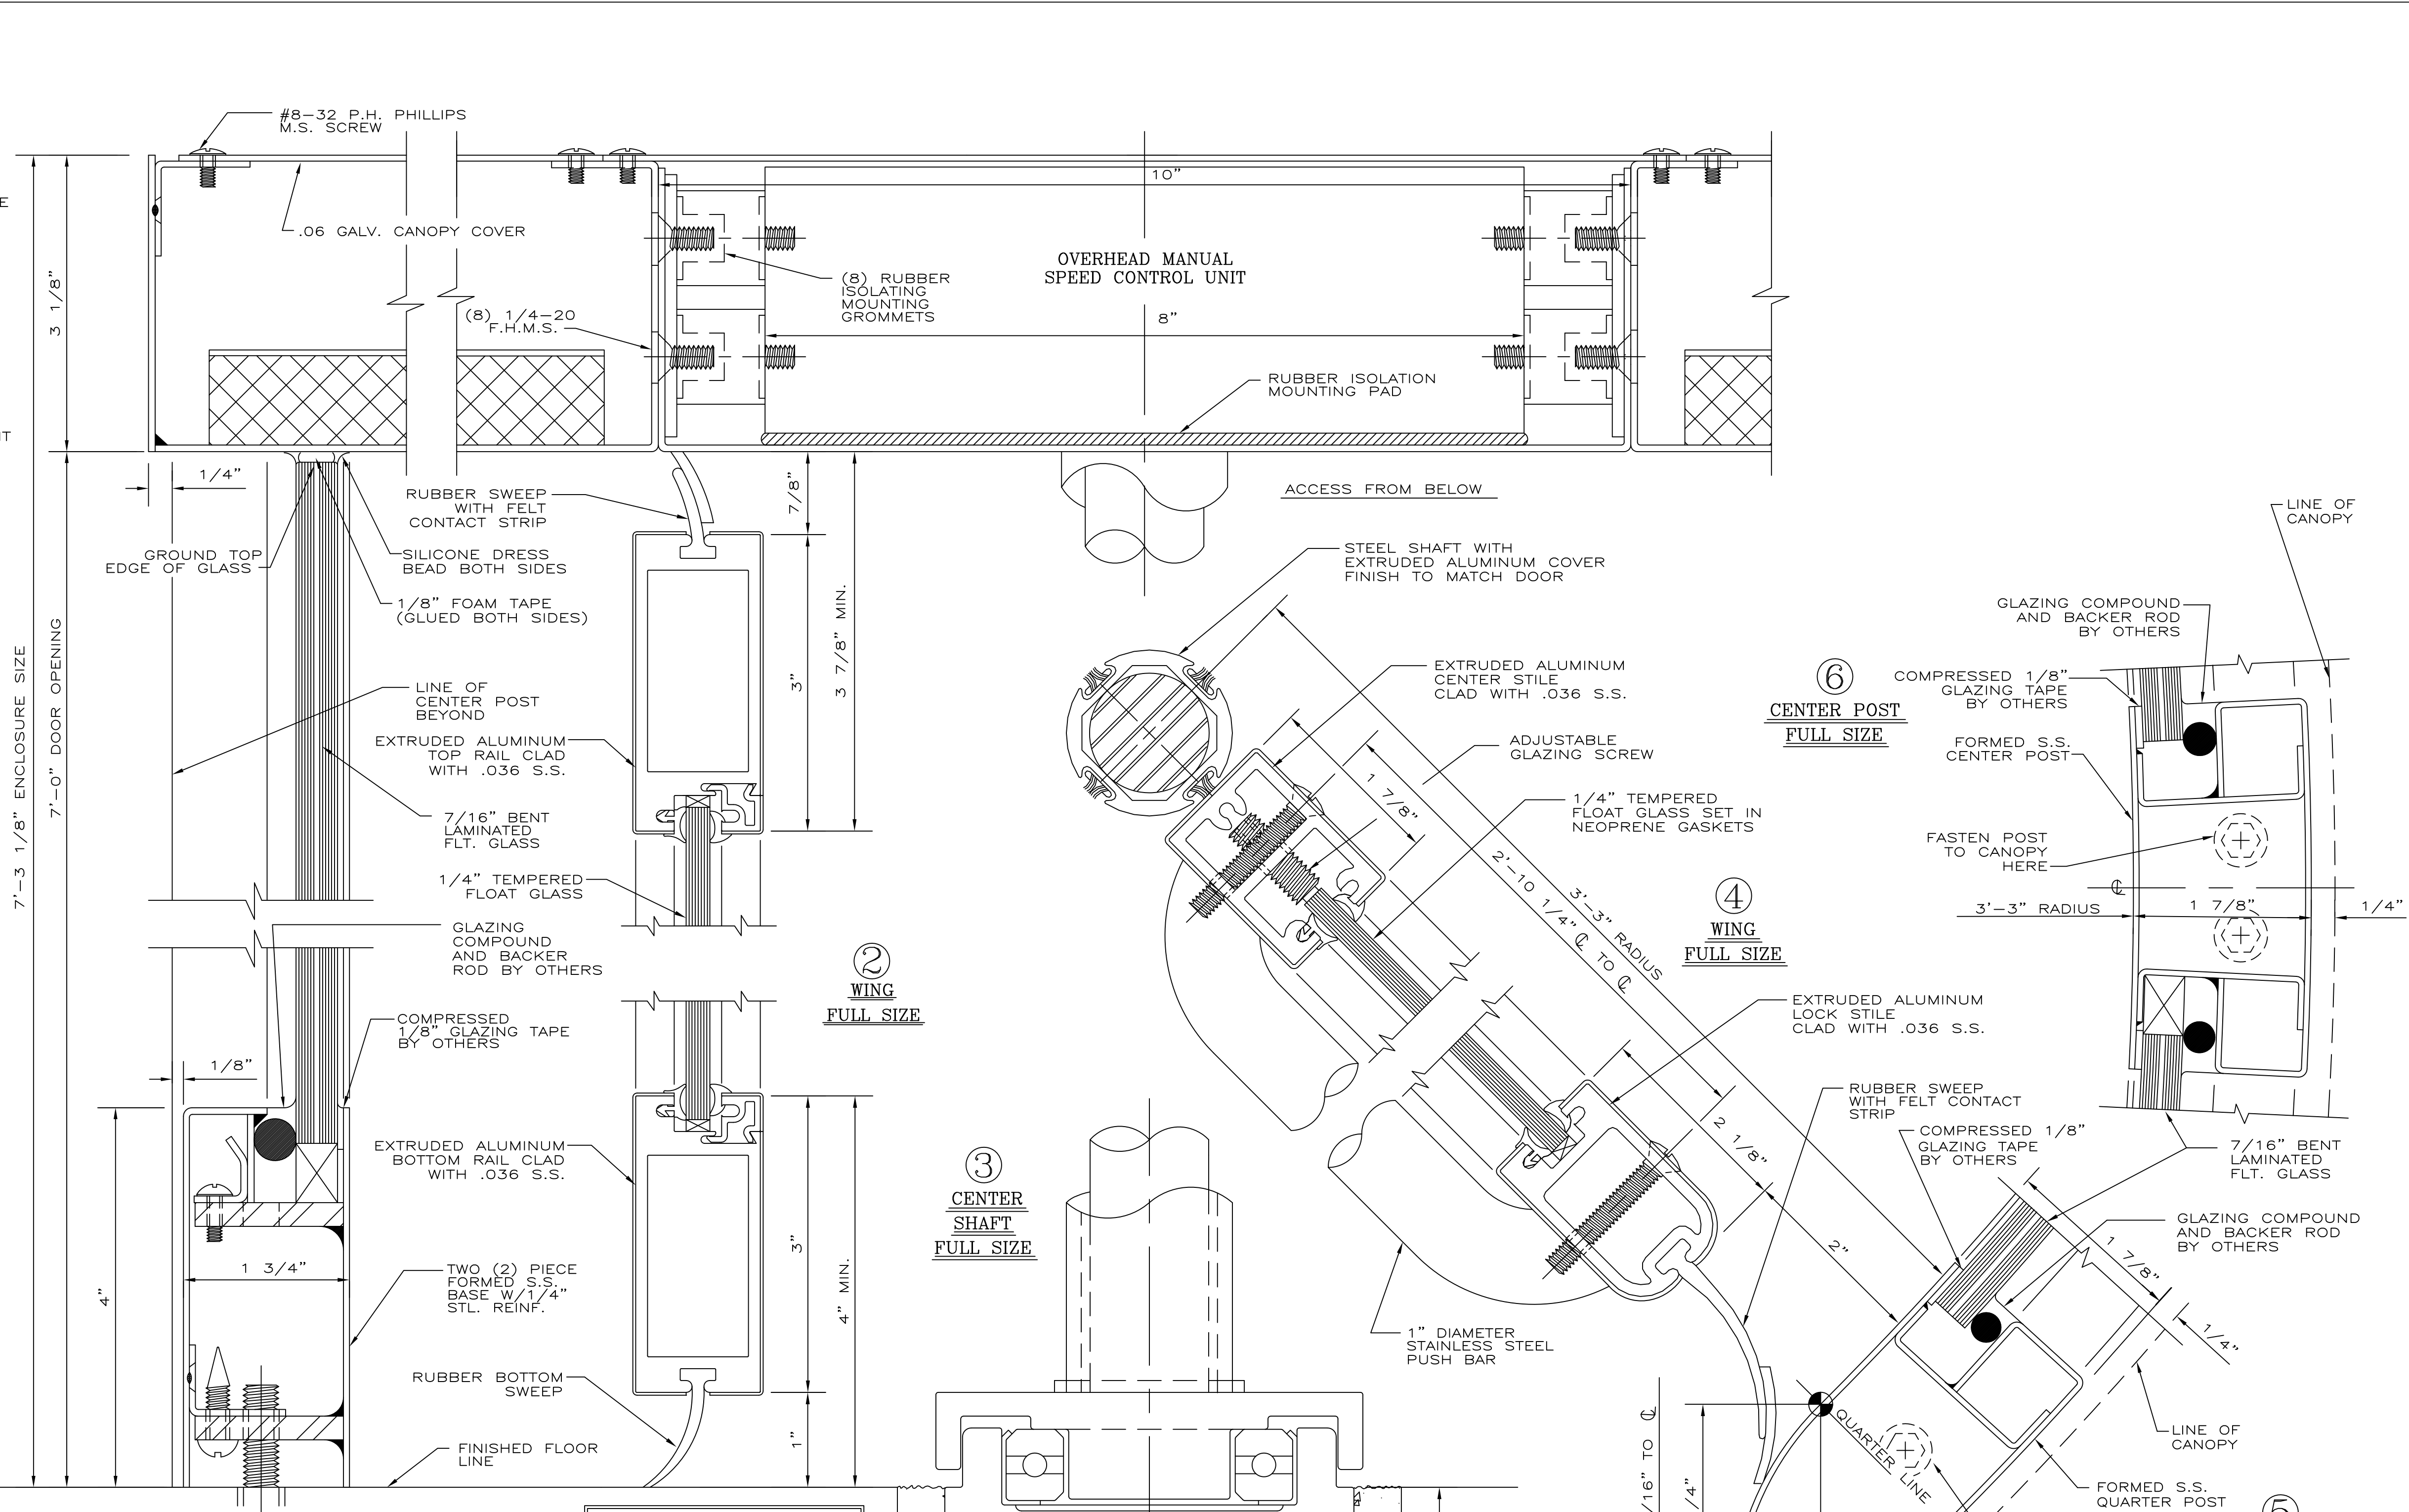 #8-32 P.H. PHILLIPS
M.S. SCREW
.06 GALV. CANOPY COVER
3 1/8"
10"
OVERHEAD MANUAL
SPEED CONTROL UNIT
(8) RUBBER
ISOLATING
MOUNTING
GROMMETS
(8) 1/4-20
F.H.M.S.
8"
RUBBER ISOLATION
MOUNTING PAD
ACCESS FROM BELOW
1/4"
RUBBER SWEEP
WITH FELT
CONTACT STRIP
7/8"
GROUND TOP
EDGE OF GLASS
SILICONE DRESS
BEAD BOTH SIDES
1/8" FOAM TAPE
(GLUED BOTH SIDES)
7'-3 1/8" ENCLOSURE SIZE
7'-0" DOOR OPENING
LINE OF
CENTER POST
BEYOND
EXTRUDED ALUMINUM
TOP RAIL CLAD
WITH .036 S.S.
3"
3 7/8" MIN.
7/16" BENT
LAMINATED
FLT. GLASS
1/4" TEMPERED
FLOAT GLASS
GLAZING
COMPOUND
AND BACKER
ROD BY OTHERS
COMPRESSED
1/8" GLAZING TAPE
BY OTHERS
1/8"
2
WING
FULL SIZE
EXTRUDED ALUMINUM
BOTTOM RAIL CLAD
WITH .036 S.S.
4"
1 3/4"
TWO (2) PIECE
FORMED S.S.
BASE W/1/4"
STL. REINF.
3"
4" MIN.
RUBBER BOTTOM
SWEEP
1"
FINISHED FLOOR
LINE
3
CENTER
SHAFT
FULL SIZE
STEEL SHAFT WITH
EXTRUDED ALUMINUM COVER
FINISH TO MATCH DOOR
EXTRUDED ALUMINUM
CENTER STILE
CLAD WITH .036 S.S.
ADJUSTABLE
GLAZING SCREW
1 7/8"
1/4" TEMPERED
FLOAT GLASS SET IN
NEOPRENE GASKETS
2'-10 1/4" ℄ TO ℄
3'-3" RADIUS
4
WING
FULL SIZE
EXTRUDED ALUMINUM
LOCK STILE
CLAD WITH .036 S.S.
2 1/8"
2"
RUBBER SWEEP
WITH FELT CONTACT
STRIP
1" DIAMETER
STAINLESS STEEL
PUSH BAR
6
CENTER POST
FULL SIZE
LINE OF
CANOPY
GLAZING COMPOUND
AND BACKER ROD
BY OTHERS
COMPRESSED 1/8"
GLAZING TAPE
BY OTHERS
FORMED S.S.
CENTER POST
FASTEN POST
TO CANOPY
HERE
℄
3'-3" RADIUS
1 7/8"
1/4"
COMPRESSED 1/8"
GLAZING TAPE
BY OTHERS
7/16" BENT
LAMINATED
FLT. GLASS
GLAZING COMPOUND
AND BACKER ROD
BY OTHERS
1 7/8"
1/4"
LINE OF
CANOPY
QUARTER LINE
FORMED S.S.
QUARTER POST
/16" TO ℄
/4"